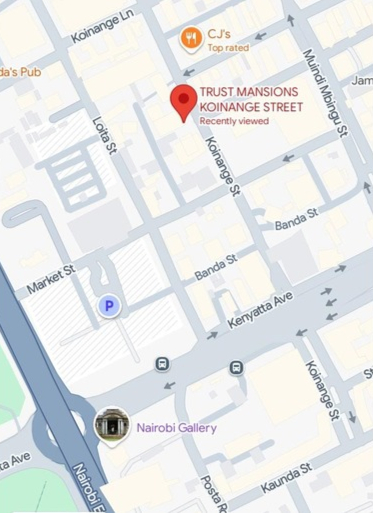 Koinange Ln
CJ's
Top rated
da's Pub
Muindi Mbingu St
Jam
TRUST MANSIONS
KOINANGE STREET
Recently viewed
Loita St
Koinange St
Banda St
Market St
Banda St
P
Kenyatta Ave
Koinange St
Nairobi Gallery
ta Ave
Nairobi E
Posta R
Kaunda St
St